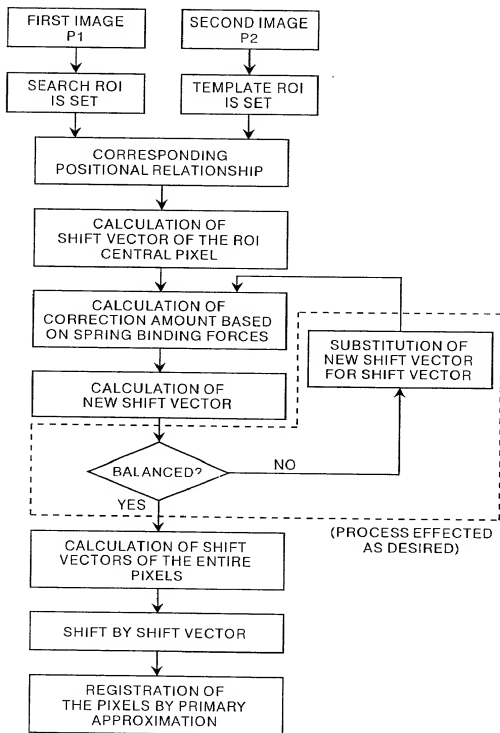 FIRST IMAGE
P1
SECOND IMAGE
P2
SEARCH ROI
IS SET
TEMPLATE ROI
IS SET
CORRESPONDING
POSITIONAL RELATIONSHIP
CALCULATION OF
SHIFT VECTOR OF THE ROI
CENTRAL PIXEL
CALCULATION OF
CORRECTION AMOUNT BASED
ON SPRING BINDING FORCES
SUBSTITUTION OF
NEW SHIFT VECTOR
FOR SHIFT VECTOR
CALCULATION OF
NEW SHIFT VECTOR
BALANCED?
NO
YES
(PROCESS EFFECTED
AS DESIRED)
CALCULATION OF SHIFT
VECTORS OF THE ENTIRE
PIXELS
SHIFT BY SHIFT VECTOR
REGISTRATION OF
THE PIXELS BY PRIMARY
APPROXIMATION